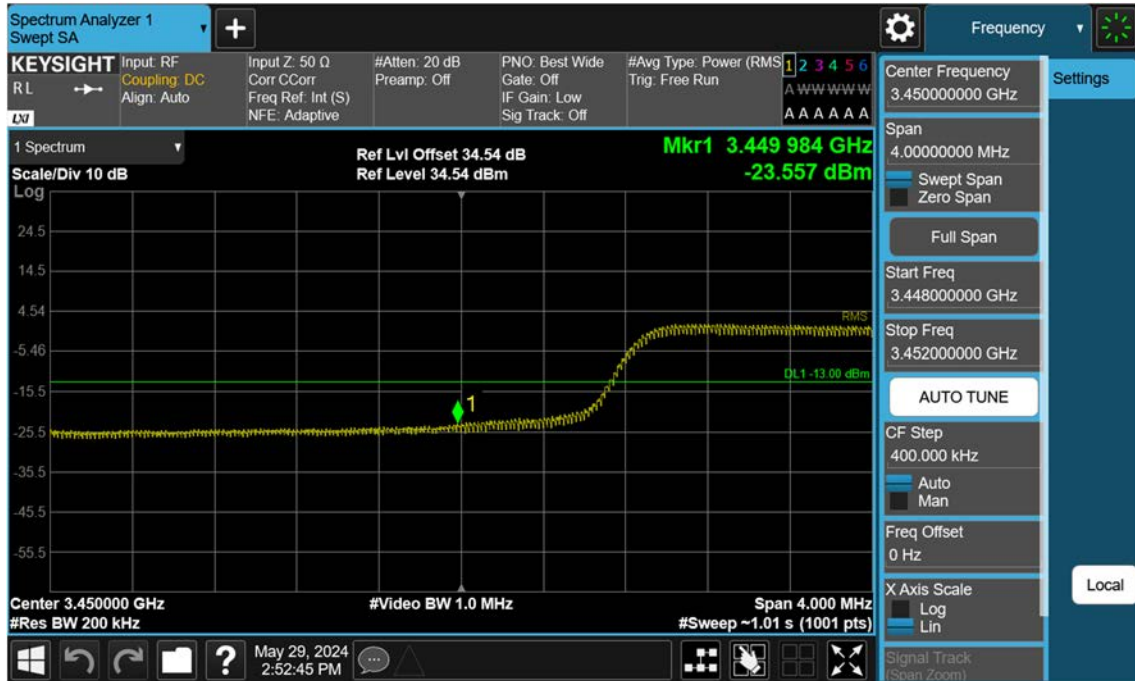 Spectrum Analyzer 1
Swept SA
Frequency
KEYSIGHT
Input: RF
Coupling: DC
Align: Auto
R L
LXI
Input Z: 50 Ω
Corr CCorr
Freq Ref: Int (S)
NFE: Adaptive
#Atten: 20 dB
Preamp: Off
PNO: Best Wide
Gate: Off
IF Gain: Low
Sig Track: Off
#Avg Type: Power (RMS
Trig: Free Run
1 2 3 4 5 6
A W W W W W
A A A A A A
1 Spectrum
Scale/Div 10 dB
Log
Ref Lvl Offset 34.54 dB
Ref Level 34.54 dBm
Mkr1 3.449 984 GHz
-23.557 dBm
24.5
14.5
4.54
-5.46
-15.5
-25.5
-35.5
-45.5
-55.5
RMS
DL1 -13.00 dBm
1
Center 3.450000 GHz
#Res BW 200 kHz
#Video BW 1.0 MHz
Span 4.000 MHz
#Sweep ~1.01 s (1001 pts)
Center Frequency
3.450000000 GHz
Span
4.00000000 MHz
Swept Span
Zero Span
Full Span
Start Freq
3.448000000 GHz
Stop Freq
3.452000000 GHz
AUTO TUNE
CF Step
400.000 kHz
Auto
Man
Freq Offset
0 Hz
X Axis Scale
Log
Lin
Signal Track
(Span Zoom)
Settings
Local
May 29, 2024
2:52:45 PM